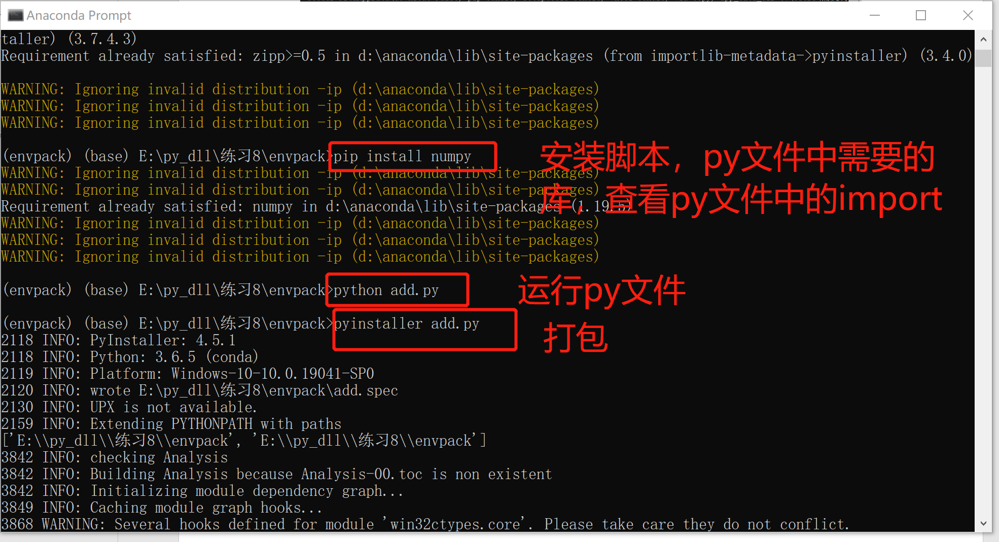 Anaconda Prompt
taller) (3.7.4.3)
Requirement already satisfied: zipp>=0.5 in d:\anaconda\lib\site-packages (from importlib-metadata->pyinstaller) (3.4.0)
WARNING: Ignoring invalid distribution -ip (d:\anaconda\lib\site-packages)
WARNING: Ignoring invalid distribution -ip (d:\anaconda\lib\site-packages)
WARNING: Ignoring invalid distribution -ip (d:\anaconda\lib\site-packages)
(envpack) (base) E:\py_dll\练习8\envpack>pip install numpy
安装脚本，py文件中需要的
库，查看py文件中的import
WARNING: Ignoring invalid distribution -ip (d:\anaconda\lib\site-packages)
WARNING: Ignoring invalid distribution -ip (d:\anaconda\lib\site-packages)
Requirement already satisfied: numpy in d:\anaconda\lib\site-packages (1.19.5)
WARNING: Ignoring invalid distribution -ip (d:\anaconda\lib\site-packages)
WARNING: Ignoring invalid distribution -ip (d:\anaconda\lib\site-packages)
WARNING: Ignoring invalid distribution -ip (d:\anaconda\lib\site-packages)
(envpack) (base) E:\py_dll\练习8\envpack>python add.py
运行py文件
(envpack) (base) E:\py_dll\练习8\envpack>pyinstaller add.py
打包
2118 INFO: PyInstaller: 4.5.1
2118 INFO: Python: 3.6.5 (conda)
2119 INFO: Platform: Windows-10-10.0.19041-SP0
2120 INFO: wrote E:\py_dll\练习8\envpack\add.spec
2130 INFO: UPX is not available.
2159 INFO: Extending PYTHONPATH with paths
['E:\\py_dll\\练习8\\envpack', 'E:\\py_dll\\练习8\\envpack']
3842 INFO: checking Analysis
3842 INFO: Building Analysis because Analysis-00.toc is non existent
3842 INFO: Initializing module dependency graph...
3849 INFO: Caching module graph hooks...
3868 WARNING: Several hooks defined for module 'win32ctypes.core'. Please take care they do not conflict.